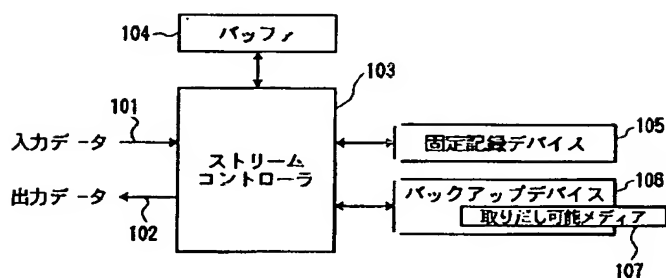 104
バッファ
103
101
入力データ
ストリーム
コントローラ
105
固定記録デバイス
出力データ
102
106
バックアップデバイス
取りだし可能メディア
107